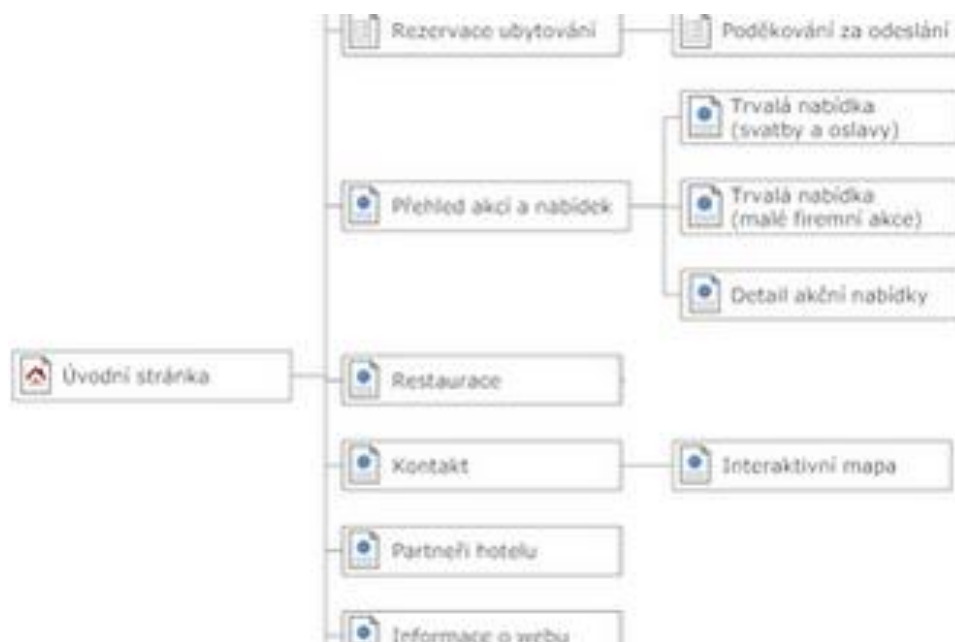 Rezervace ubytování
Poděkování za odeslání
Trvalá nabídka
(svatby a oslavy)
Přehled akcí a nabídek
Trvalá nabídka
(malé firemní akce)
Detail akční nabídky
Úvodní stránka
Restaurace
Kontakt
Interaktivní mapa
Partneři hotelu
Informace o webu